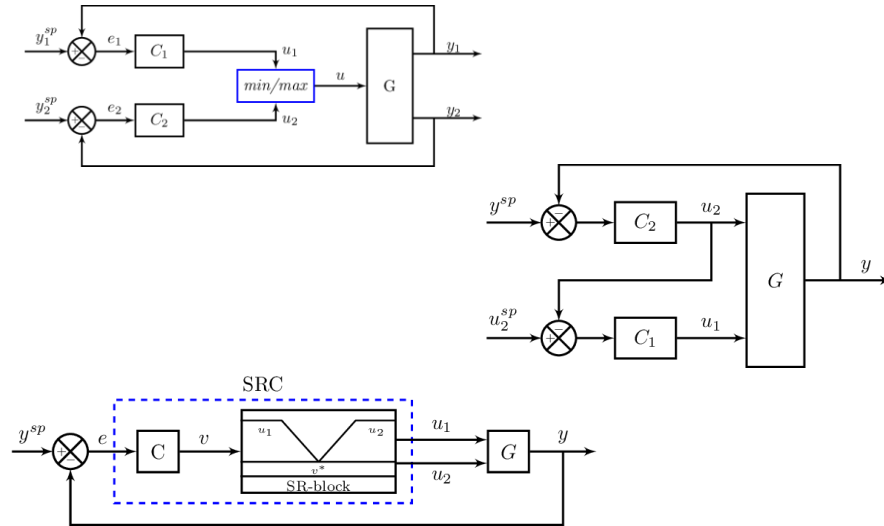 y₁ˢᵖ
+
−
e₁
C₁
u₁
min/max
u
G
y₁
y₂ˢᵖ
+
−
e₂
C₂
u₂
y₂
yˢᵖ
+
−
C₂
u₂
G
y
u₂ˢᵖ
+
−
C₁
u₁
SRC
yˢᵖ
+
−
e
C
v
u₁
u₂
v*
SR-block
u₁
u₂
G
y